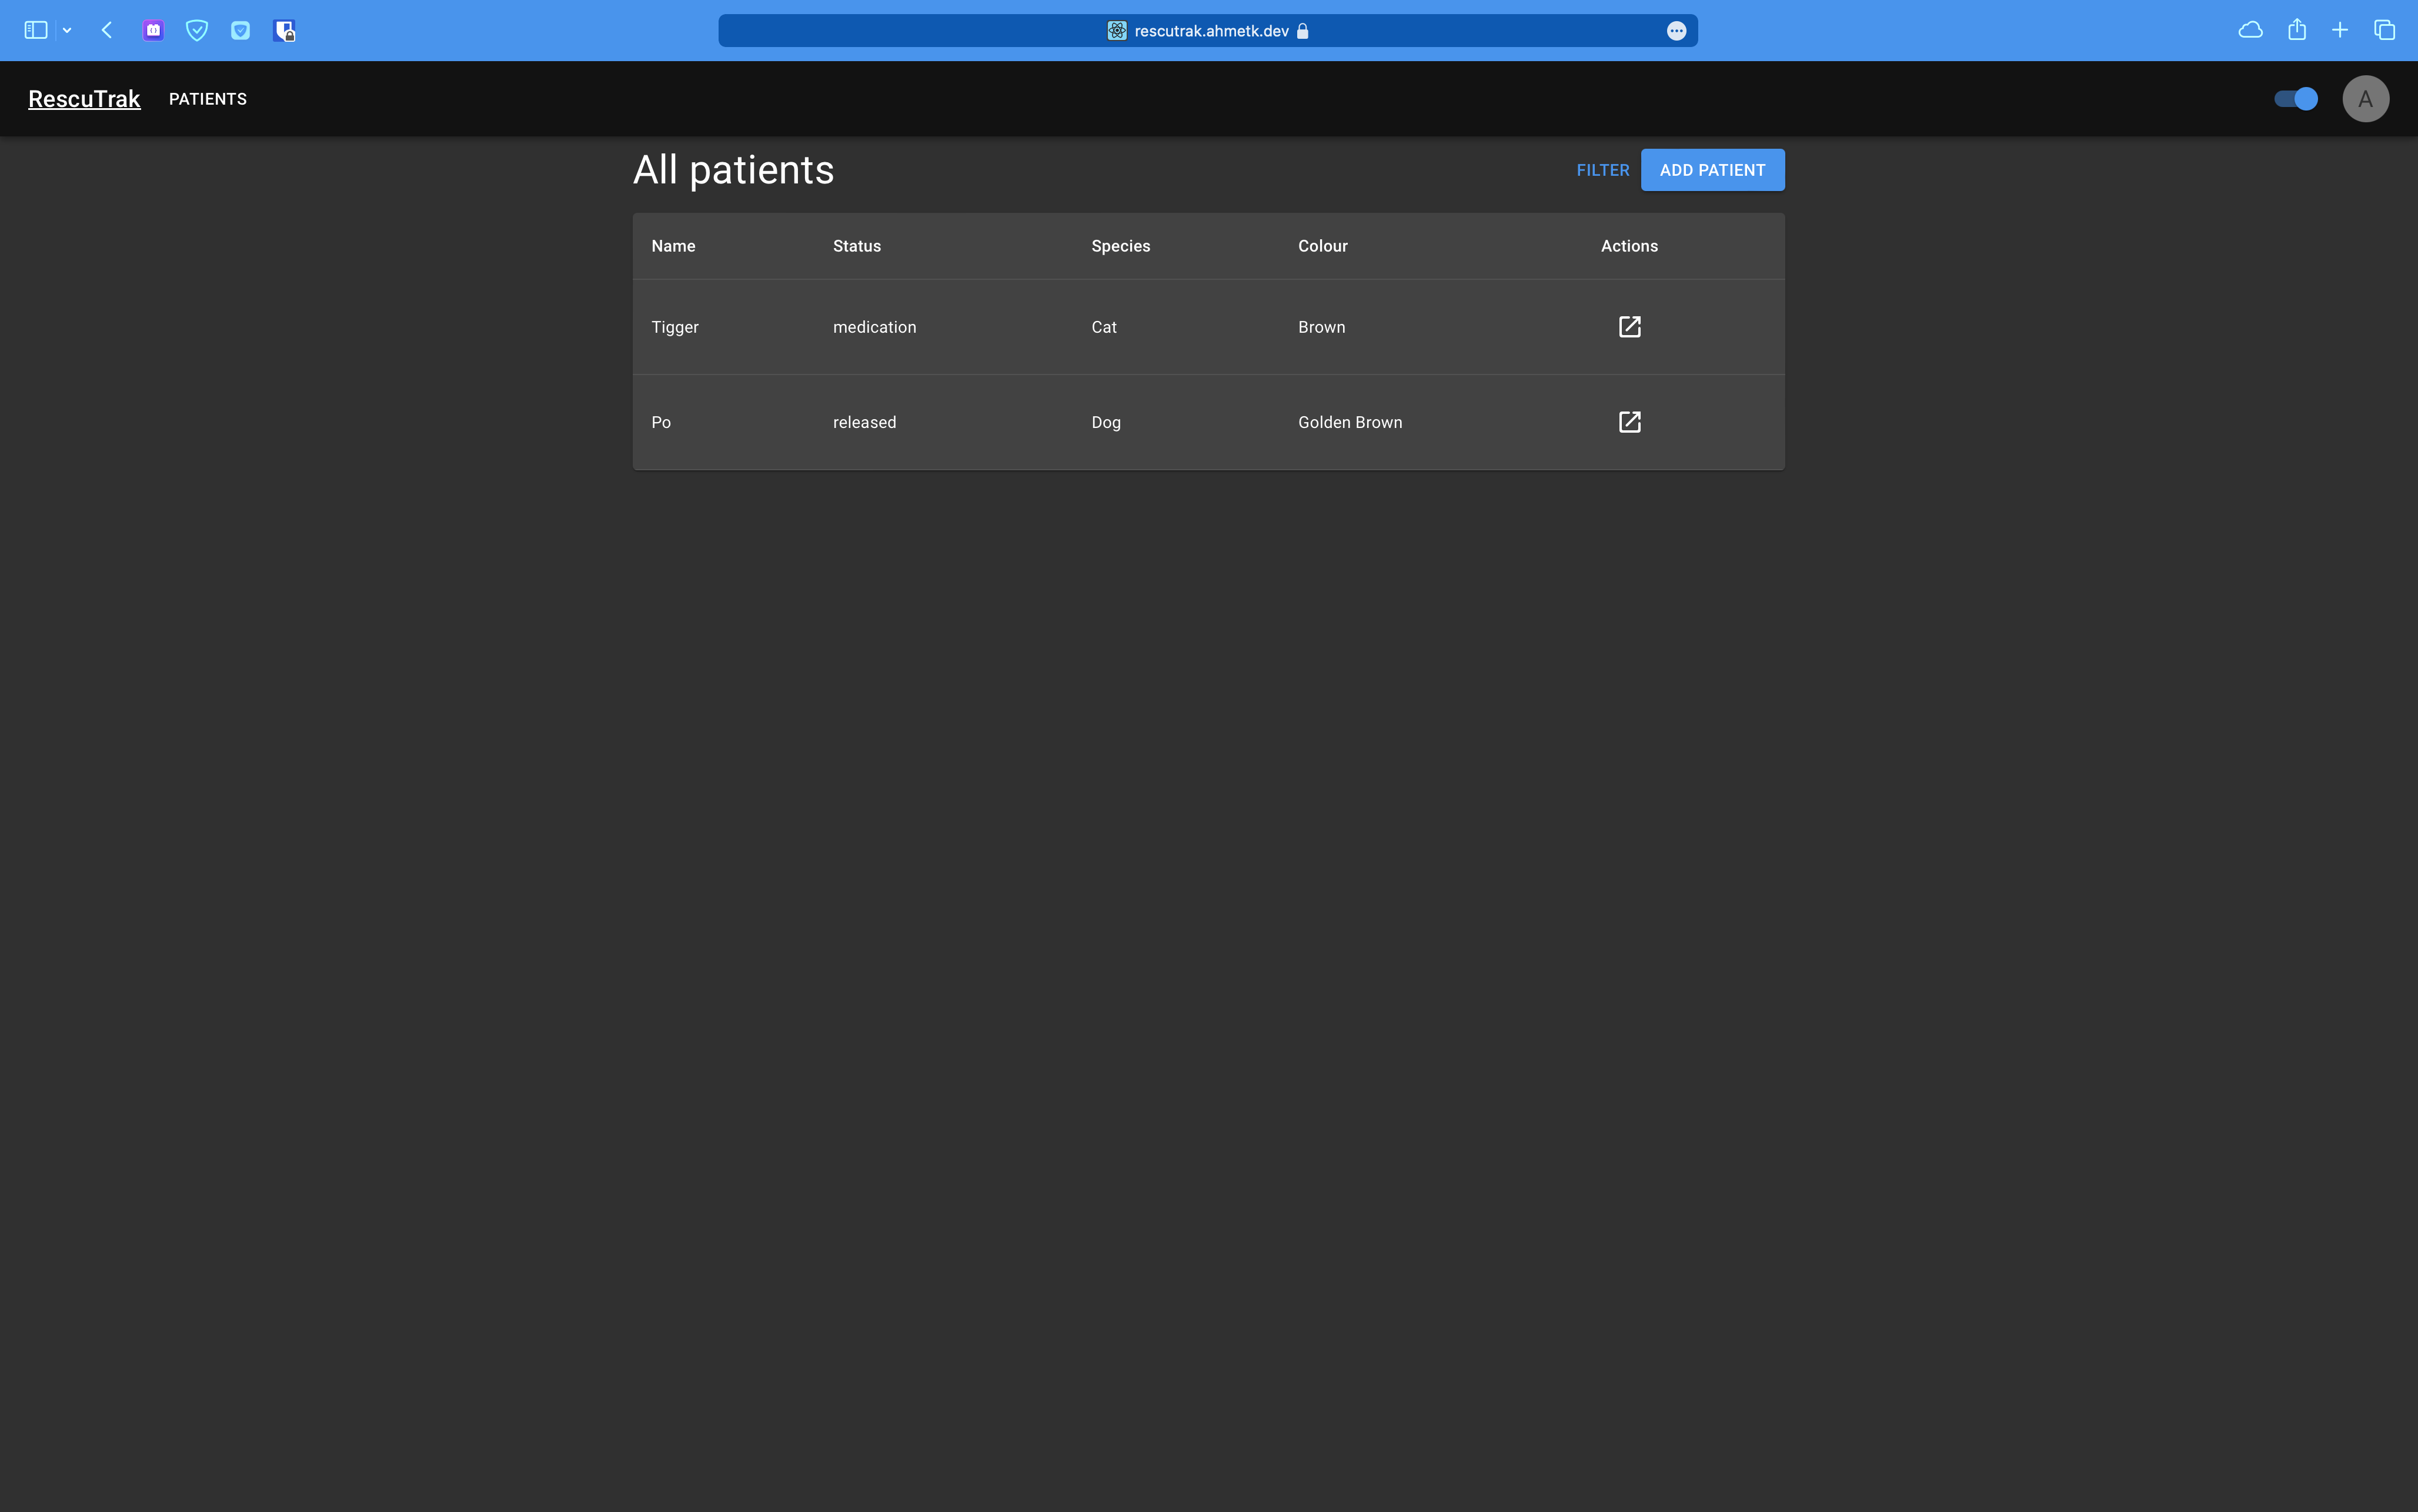 rescutrak.ahmetk.dev
RescuTrak PATIENTS A
All patients FILTER ADD PATIENT
Name Status Species Colour Actions
Tigger medication Cat Brown
Po released Dog Golden Brown